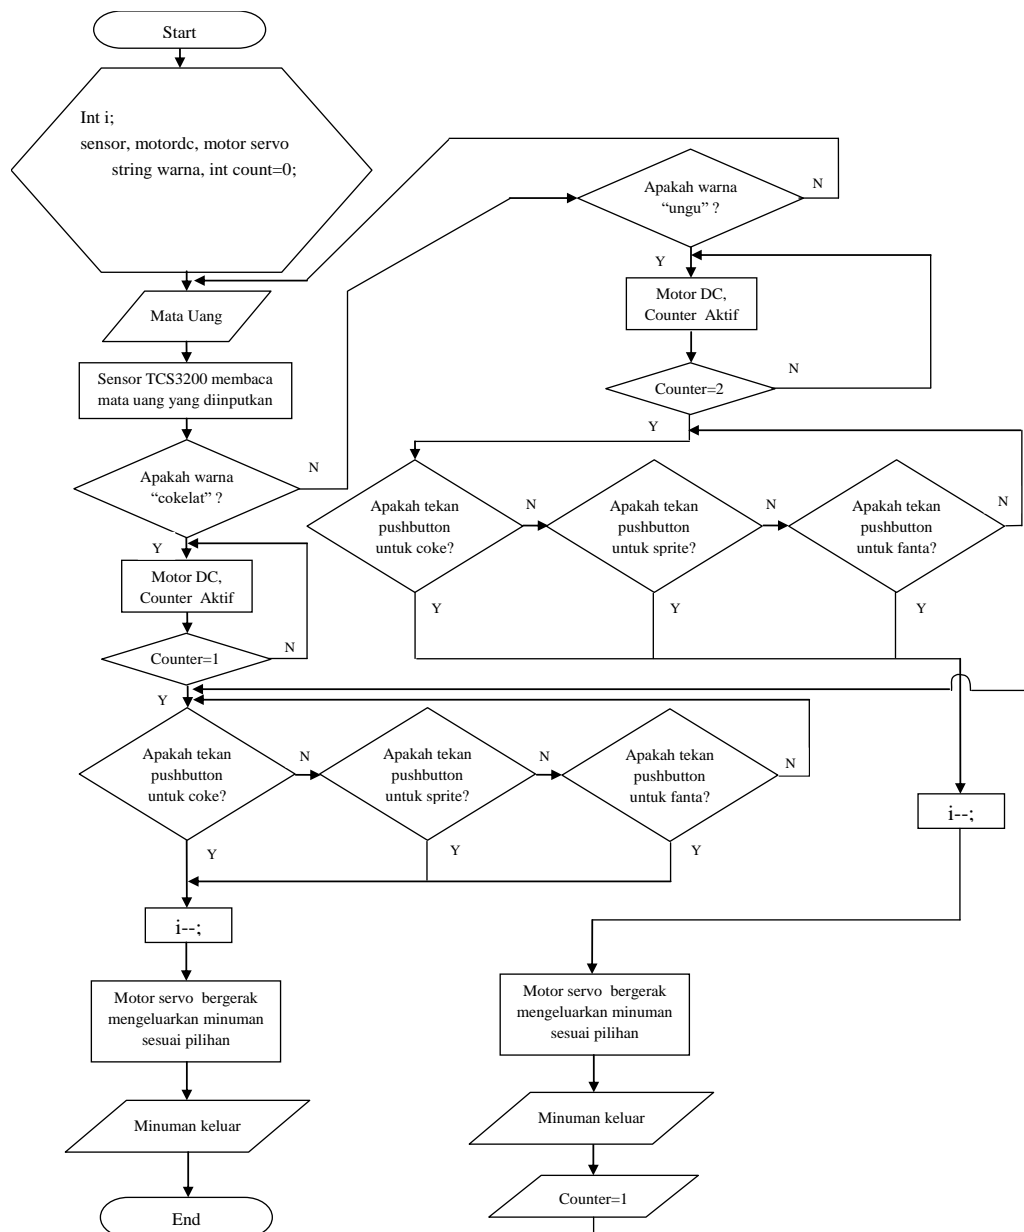 Start
Int i;
sensor, motordc, motor servo
string warna, int count=0;
Mata Uang
Sensor TCS3200 membaca
mata uang yang diinputkan
Apakah warna
“cokelat” ?
N
Y
Motor DC,
Counter Aktif
Counter=1
N
Y
Apakah tekan
pushbutton
untuk coke?
N
Apakah tekan
pushbutton
untuk sprite?
N
Apakah tekan
pushbutton
untuk fanta?
N
Y
Y
Y
i--;
Motor servo bergerak
mengeluarkan minuman
sesuai pilihan
Minuman keluar
End
Apakah warna
“ungu” ?
N
Y
Motor DC,
Counter Aktif
Counter=2
N
Y
Apakah tekan
pushbutton
untuk coke?
N
Apakah tekan
pushbutton
untuk sprite?
N
Apakah tekan
pushbutton
untuk fanta?
N
Y
Y
Y
i--;
Motor servo bergerak
mengeluarkan minuman
sesuai pilihan
Minuman keluar
Counter=1